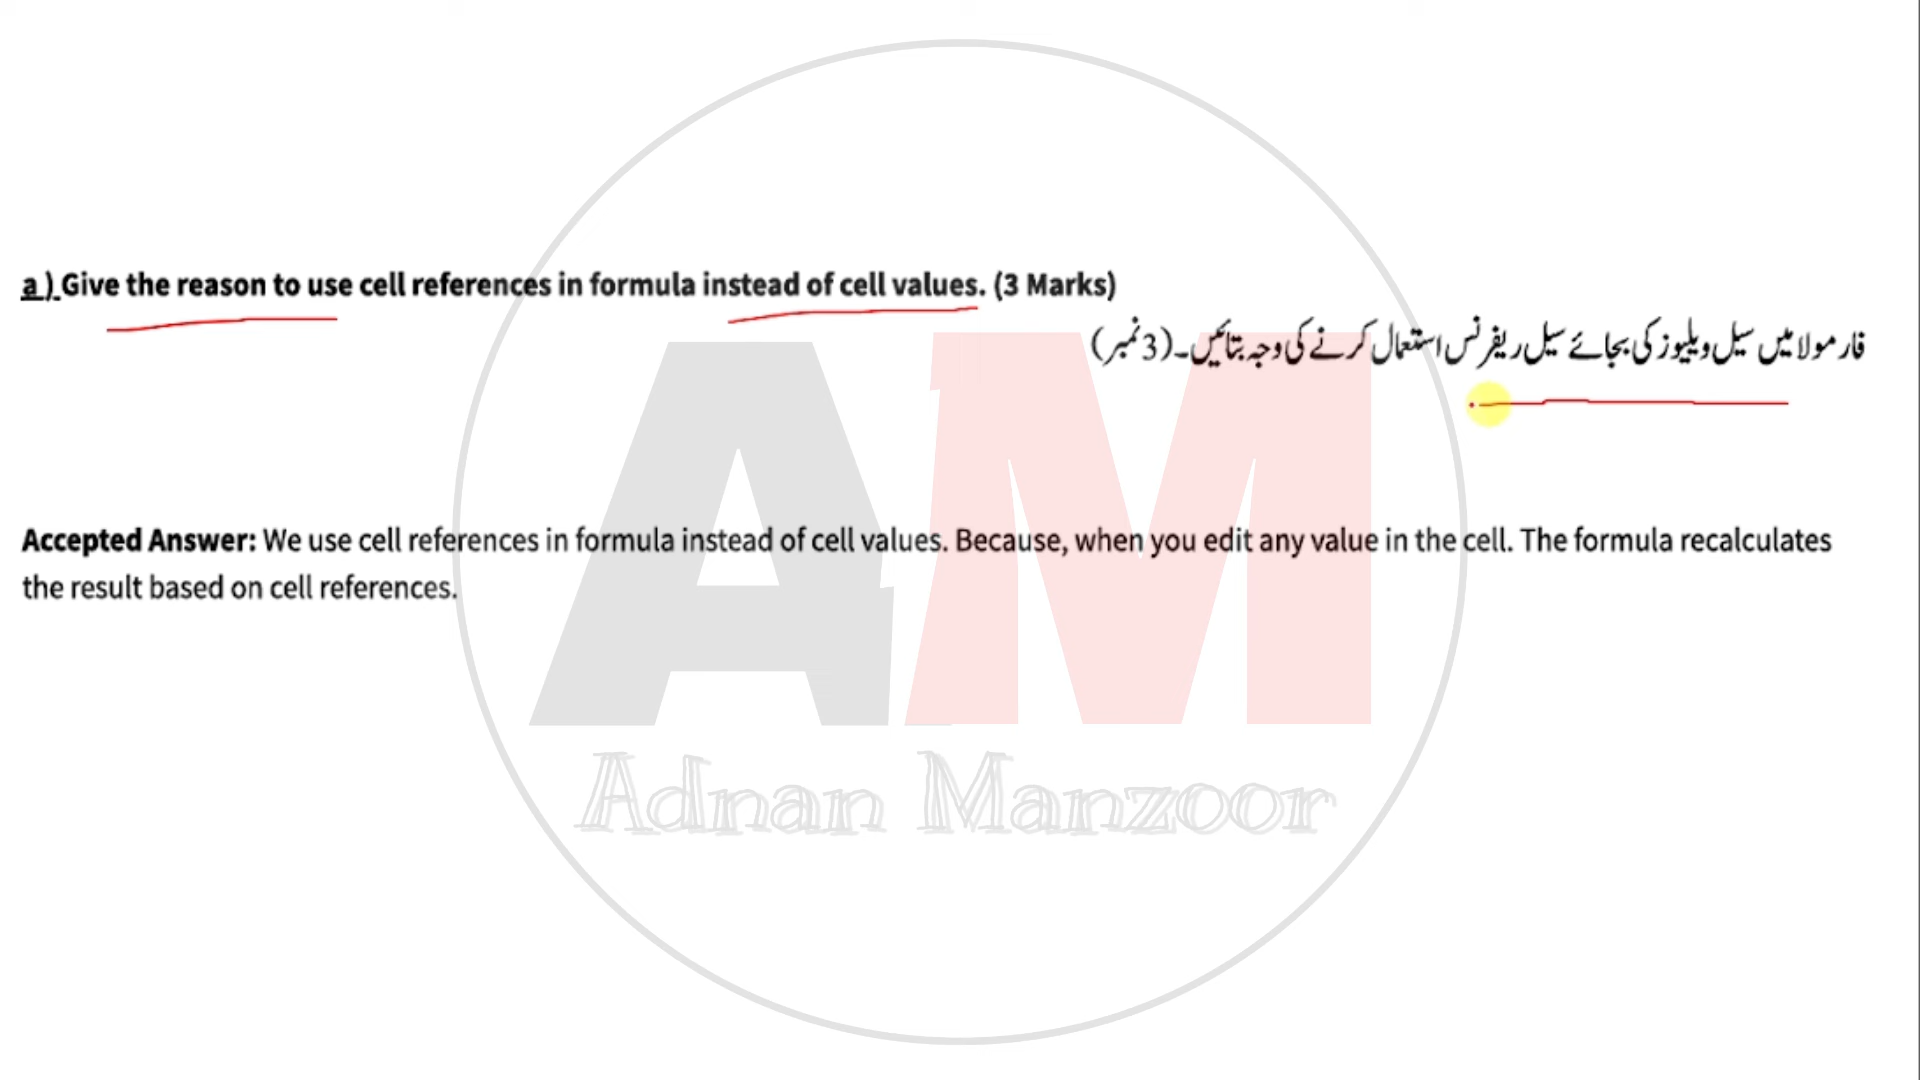 a ) Give the reason to use cell references in formula instead of cell values. (3 Marks)
فارمولا میں سیل ویلیوز کی بجائے سیل ریفرنس استعمال کرنے کی وجہ بتائیں۔ (3 نمبر)
Accepted Answer: We use cell references in formula instead of cell values. Because, when you edit any value in the cell. The formula recalculates
the result based on cell references.
AM
Adnan Manzoor